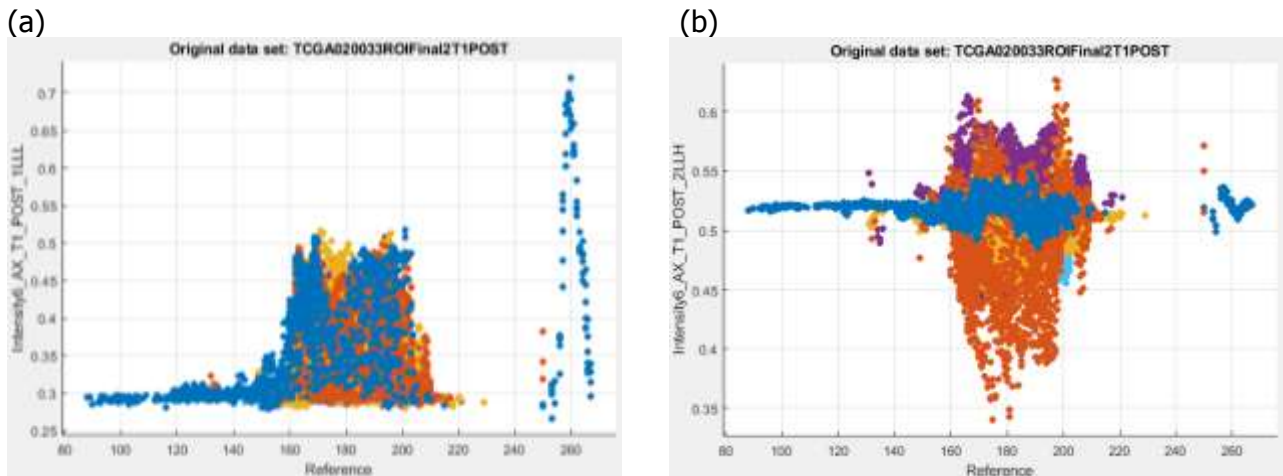 (a)
(b)
Original data set: TCGA020033ROIFinal2T1POST
Intensity6_AX_T1_POST_1LLL
0.7
0.65
0.6
0.55
0.5
0.45
0.4
0.35
0.3
0.25
80 100 120 140 160 180 200 220 240 260
Reference
Original data set: TCGA020033ROIFinal2T1POST
Intensity6_AX_T1_POST_2LLH
0.6
0.55
0.5
0.45
0.4
0.35
80 100 120 140 160 180 200 220 240 260
Reference